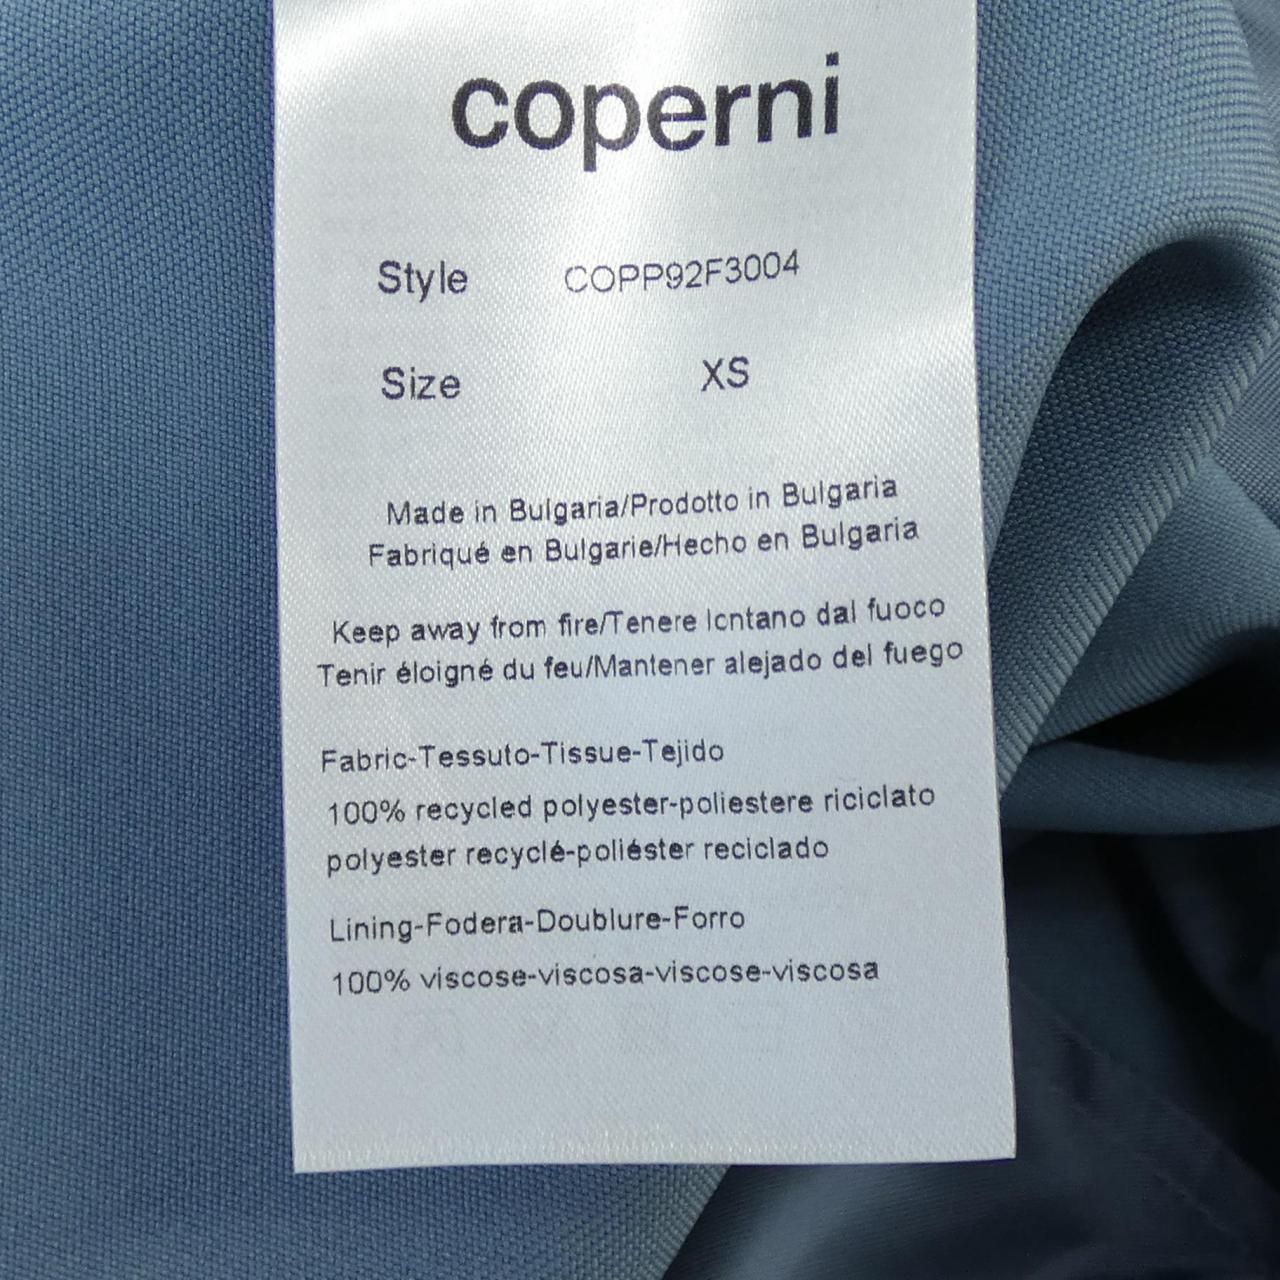 coperni
Style COPP92F3004
Size XS
Made in Bulgaria/Prodotto in Bulgaria
Fabriqué en Bulgarie/Hecho en Bulgaria
Keep away from fire/Tenere lontano dal fuoco
Tenir éloigné du feu/Mantener alejado del fuego
Fabric-Tessuto-Tissue-Tejido
100% recycled polyester-poliestere riciclato
polyester recyclé-poliéster reciclado
Lining-Fodera-Doublure-Forro
100% viscose-viscosa-viscose-viscosa